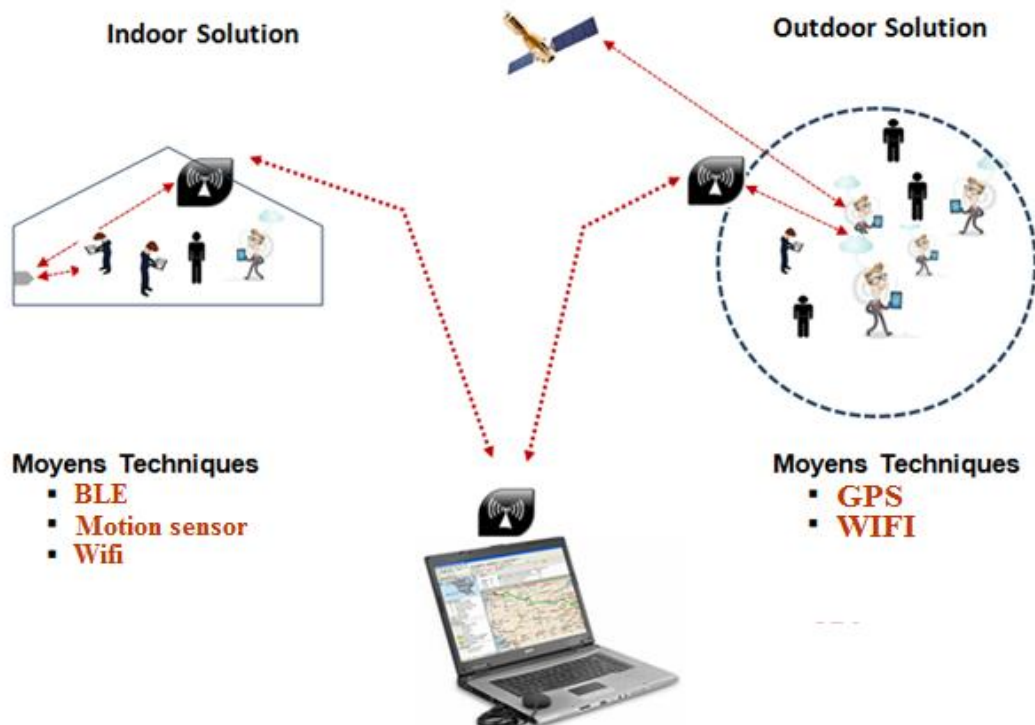 Indoor Solution
Outdoor Solution
Moyens Techniques
▪ BLE
▪ Motion sensor
▪ Wifi
Moyens Techniques
▪ GPS
▪ WIFI